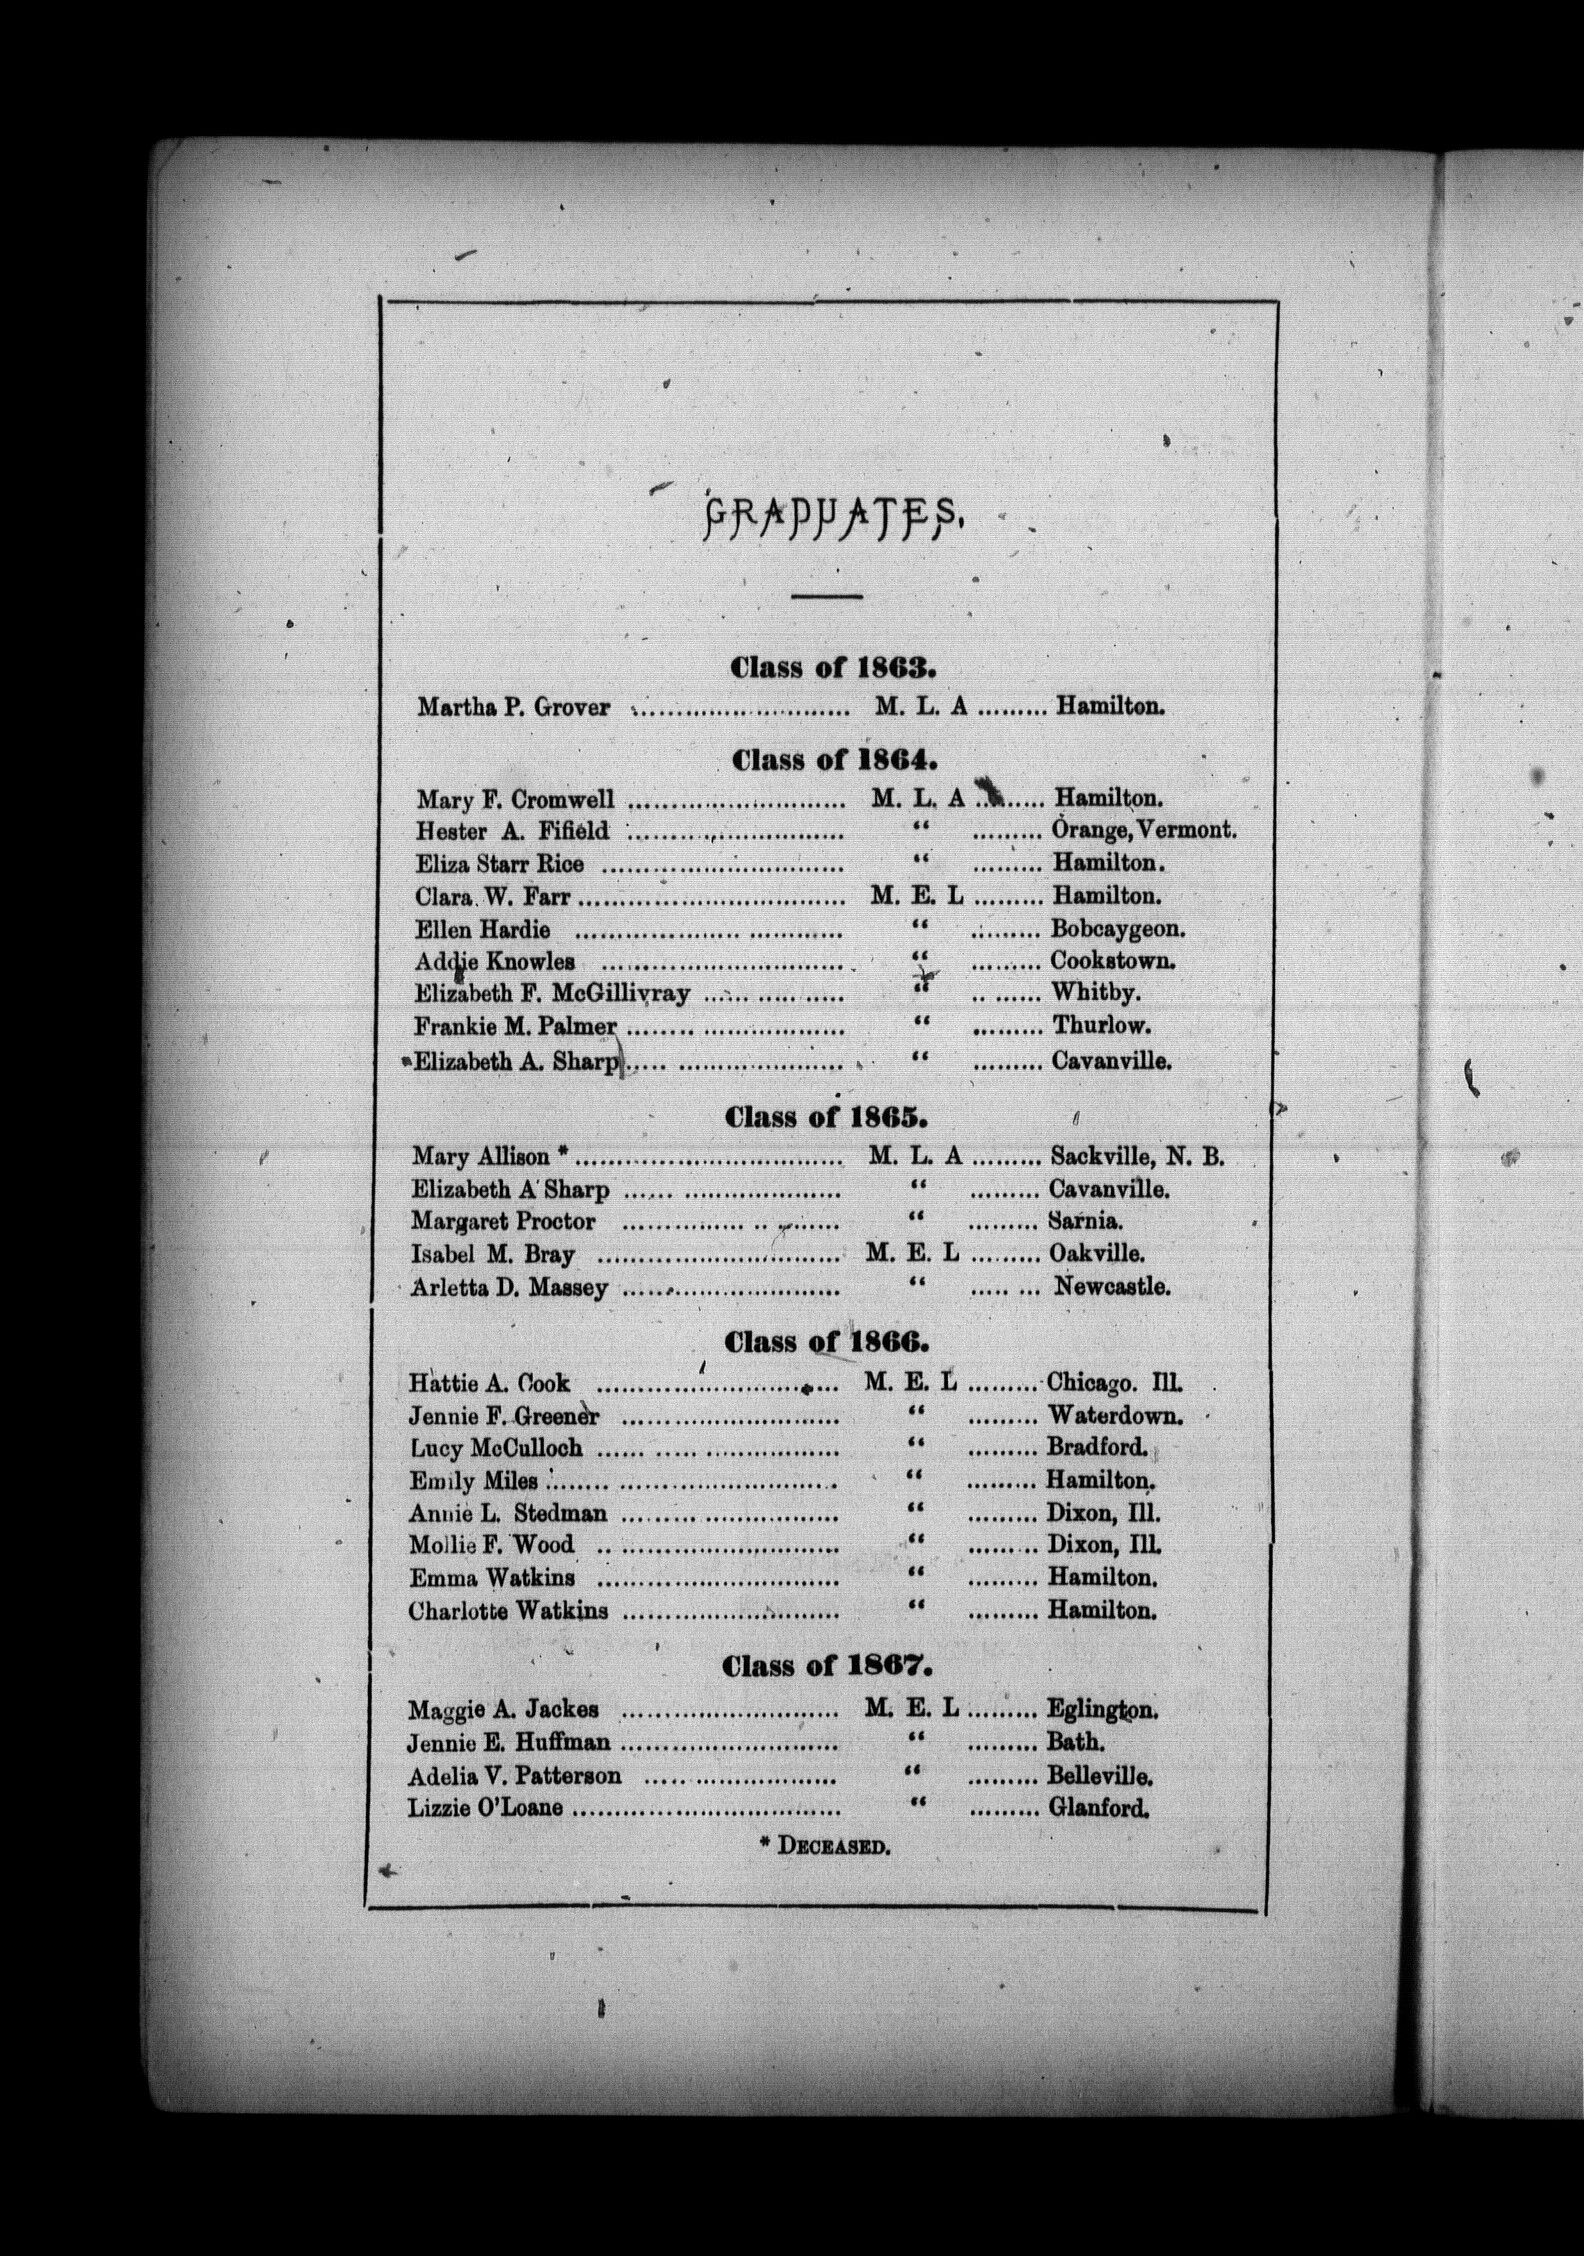 GRADUATES.
Class of 1863.
Martha P. Grover .......................... M. L. A ......... Hamilton.
Class of 1864.
Mary F. Cromwell .......................... M. L. A ......... Hamilton.
Hester A. Fifield .......................... “ ......... Orange, Vermont.
Eliza Starr Rice ............................. “ ......... Hamilton.
Clara W. Farr ................................ M. E. L ......... Hamilton.
Ellen Hardie ................................ “ ......... Bobcaygeon.
Addie Knowles ............................. “ ......... Cookstown.
Elizabeth F. McGillivray ................ “ ......... Whitby.
Frankie M. Palmer ......................... “ ......... Thurlow.
Elizabeth A. Sharp ......................... “ ......... Cavanville.
Class of 1865.
Mary Allison * ................................ M. L. A ......... Sackville, N. B.
Elizabeth A Sharp ......................... “ ......... Cavanville.
Margaret Proctor ......................... “ ......... Sarnia.
Isabel M. Bray ............................. M. E. L ......... Oakville.
Arletta D. Massey .......................... “ ........ Newcastle.
Class of 1866.
Hattie A. Cook ............................. M. E. L ......... Chicago. Ill.
Jennie F. Greener .......................... “ ......... Waterdown.
Lucy McCulloch ........................... “ ......... Bradford.
Emily Miles .................................. “ ......... Hamilton.
Annie L. Stedman ......................... “ ......... Dixon, Ill.
Mollie F. Wood ............................ “ ......... Dixon, Ill.
Emma Watkins ............................. “ ......... Hamilton.
Charlotte Watkins .......................... “ ......... Hamilton.
Class of 1867.
Maggie A. Jackes .......................... M. E. L ......... Eglington.
Jennie E. Huffman .......................... “ ......... Bath.
Adelia V. Patterson ...................... “ ......... Belleville.
Lizzie O'Loane ................................ “ ......... Glanford.
* DECEASED.